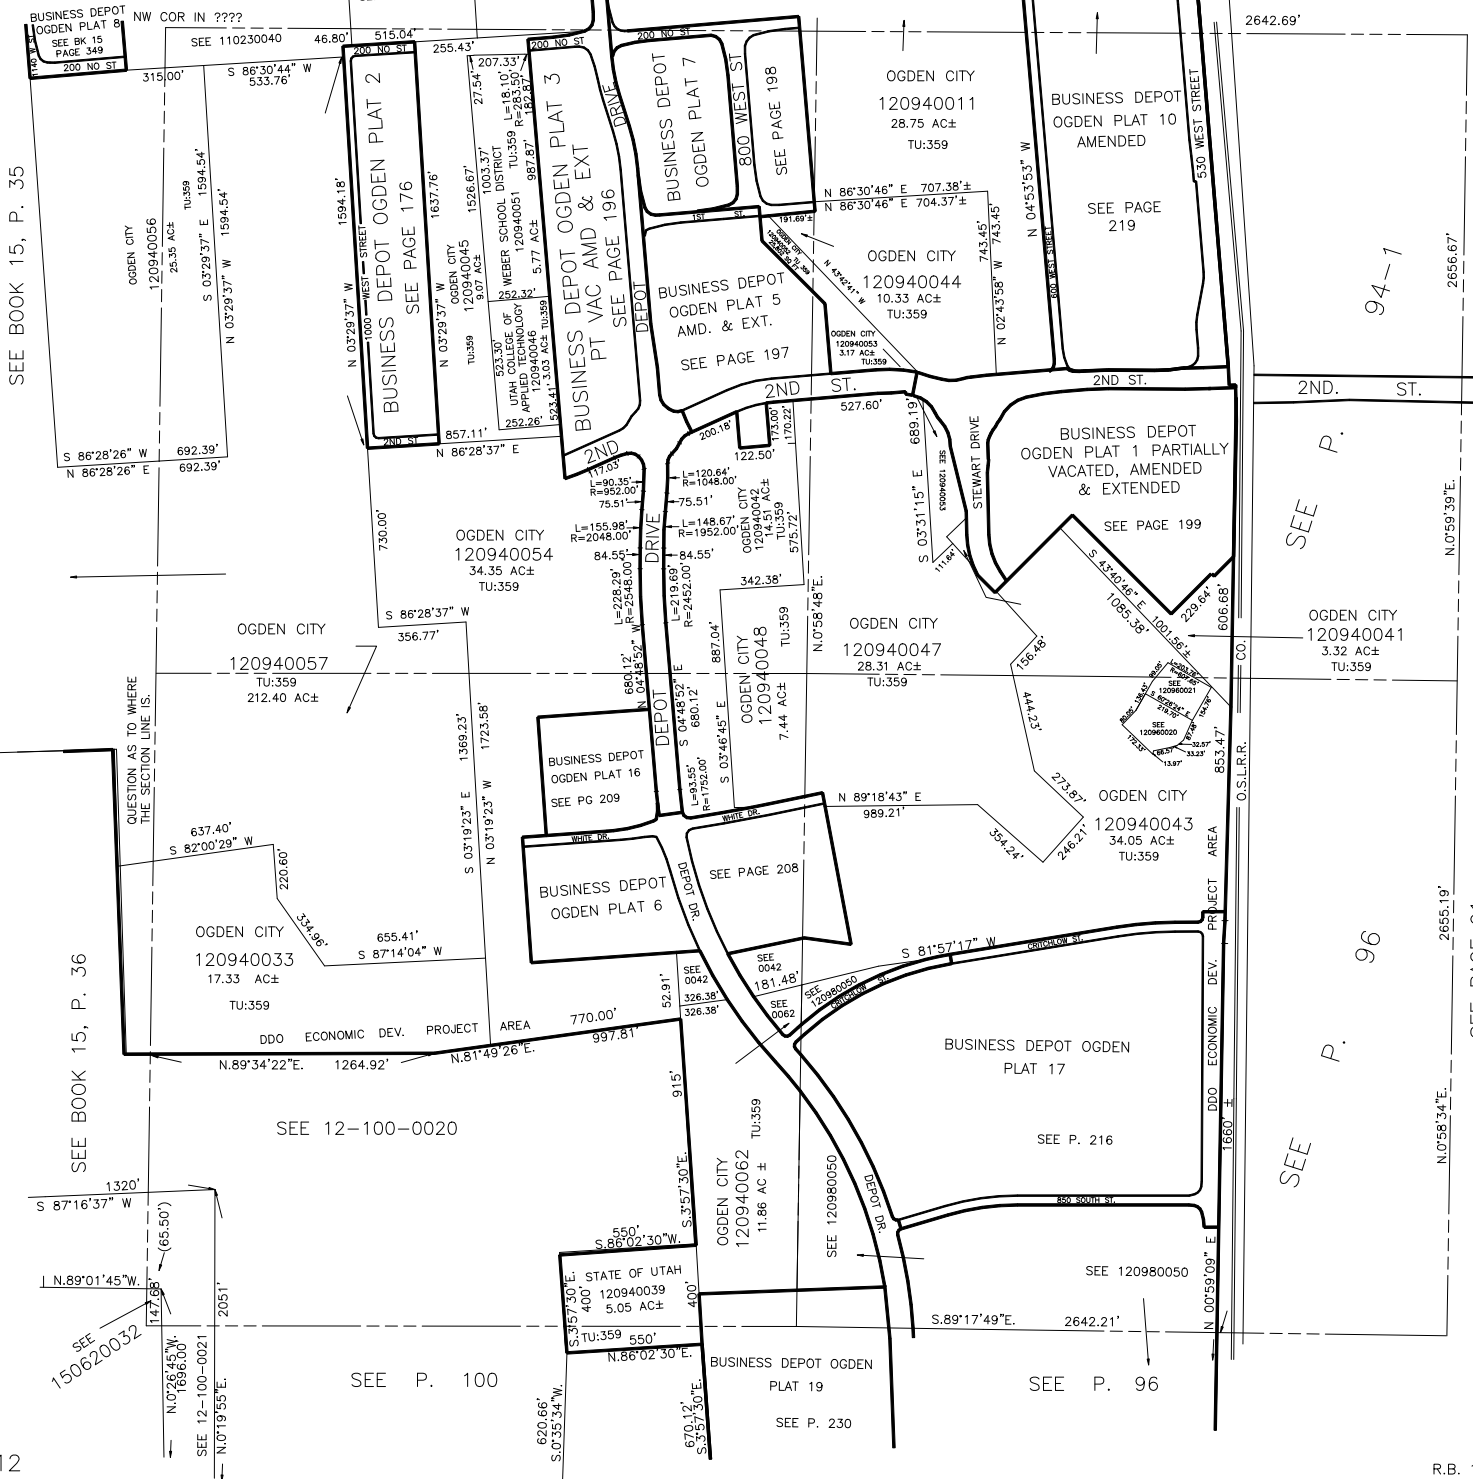 BUSINESS DEPOT
OGDEN PLAT 8
SEE BK 15
PAGE 349
200 NO ST
1140 W ST
NW COR IN ????
SEE 110230040
46.80'
515.04'
200 NO ST
255.43'
315.00'
S 86°30'44" W
533.76'
207.33'
200 NO ST
200 NO ST
2642.69'
SEE BOOK 15, P. 35
OGDEN CITY
120940056
25.35 AC±
TU:359
S 03°29'37" E 1594.54'
N 03°29'37" W 1594.54'
S 86°28'26" W 692.39'
N 86°28'26" E 692.39'
1594.18'
N 03°29'37" W
1000 WEST STREET
BUSINESS DEPOT OGDEN PLAT 2
SEE PAGE 176
2ND ST
1637.76'
N 03°29'37" W
857.11'
N 86°28'37" E
OGDEN CITY
120940045
9.07 AC±
TU:359
27.54'
1526.67'
1003.37'
WEBER SCHOOL DISTRICT
120940051
5.77 AC±
TU:359
L=18.10'
R=283.50'
182.87'
987.87'
252.32'
UTAH COLLEGE OF
APPLIED TECHNOLOGY
120940046
3.03 AC±
TU:359
523.30'
523.41'
252.26'
BUSINESS DEPOT OGDEN PLAT 3
PT VAC AMD & EXT
SEE PAGE 196
2ND
117.03'
DEPOT
DRIVE
BUSINESS DEPOT
OGDEN PLAT 7
800 WEST ST
SEE PAGE 198
1ST ST.
191.69'±
OGDEN CITY
120940011
28.75 AC±
TU:359
N 86°30'46" E 707.38'±
N 86°30'46" E 704.37'±
OGDEN CITY
120940044
10.33 AC±
TU:359
N 43°42'41" W
743.45'
N 02°43'58" W 743.45'
OGDEN CITY
120940053
3.17 AC±
TU:359
BUSINESS DEPOT
OGDEN PLAT 5
AMD. & EXT.
SEE PAGE 197
2ND ST.
N 04°53'53" W
600 WEST STREET
BUSINESS DEPOT
OGDEN PLAT 10
AMENDED
SEE PAGE
219
530 WEST STREET
2ND ST.
2ND. ST.
94-1
2656.67'
N.0°59'39"E.
SEE P.
BUSINESS DEPOT
OGDEN PLAT 1 PARTIALLY
VACATED, AMENDED
& EXTENDED
SEE PAGE 199
STEWART DRIVE
689.19'
SEE 120940053
S 03°31'15" E
111.64'
527.60'
200.18'
173.00'
170.22'
122.50'
L=90.35'
R=952.00'
L=120.64'
R=1048.00'
75.51'
75.51'
L=155.98'
R=2048.00'
L=148.67'
R=1952.00'
84.55'
84.55'
L=228.29'
R=2548.00'
L=219.69'
R=2452.00'
DRIVE
DEPOT
OGDEN CITY
120940042
14.51 AC±
TU:359
575.72'
342.38'
N.0°58'48"E.
OGDEN CITY
120940054
34.35 AC±
TU:359
730.00'
S 86°28'37" W
356.77'
OGDEN CITY
120940057
TU:359
212.40 AC±
QUESTION AS TO WHERE
THE SECTION LINE IS.
S 03°19'23" E 1369.23'
N 03°19'23" W 1723.58'
680.12'
N 04°48'52" W
S 04°48'52" E
680.12'
887.04'
S 03°46'45" E
OGDEN CITY
120940048
7.44 AC±
TU:359
OGDEN CITY
120940047
28.31 AC±
TU:359
156.48'
444.23'
273.87'
246.21'
354.24'
N 89°18'43" E
989.21'
S 43°40'46" E
1085.38'
1001.56'±
229.64'
606.68'
OGDEN CITY
120940041
3.32 AC±
TU:359
SEE
120960021
S 60°26'24" E
219.70'
SEE
120960020
172.33'
32.57'
33.23'
13.97'
853.47'
O.S.L.R.R. CO.
OGDEN CITY
120940043
34.05 AC±
TU:359
BUSINESS DEPOT
OGDEN PLAT 16
SEE PG 209
L=93.55'
R=1752.00'
WHITE DR.
WHITE DR.
BUSINESS DEPOT
OGDEN PLAT 6
SEE PAGE 208
DEPOT DR.
637.40'
S 82°00'29" W
220.60'
334.96'
655.41'
S 87°14'04" W
OGDEN CITY
120940033
17.33 AC±
TU:359
DDO ECONOMIC DEV. PROJECT AREA
770.00'
997.81'
N.81°49'26"E.
N.89°34'22"E. 1264.92'
SEE BOOK 15, P. 36
52.91'
SEE
0042
326.38'
326.38'
SEE
0042
181.48'
SEE
0062
SEE
120980050
S 81°57'17" W
CRITCHLOW ST.
CRITCHLOW ST.
BUSINESS DEPOT OGDEN
PLAT 17
SEE P. 216
DDO ECONOMIC DEV. PROJECT AREA
1660' ±
2655.19'
N.0°58'34"E.
SEE P. 96
SEE 12-100-0020
915'
S.3°57'30"E.
OGDEN CITY
120940062
11.86 AC ±
TU:359
SEE 120980050
DEPOT DR.
850 SOUTH ST.
SEE 120980050
N 00°59'09" E
1320'
S 87°16'37" W
(65.50')
N.89°01'45"W.
147.68'
SEE
150620032
N.0°26'45"W.
1696.00'
SEE 12-100-0021
2051'
N.0°19'55"E.
550'
S.86°02'30"W.
STATE OF UTAH
120940039
5.05 AC±
TU:359
S.3°57'30"E.
400'
400'
550'
N.86°02'30"E.
620.66'
S.0°35'34"W.
670.12'
S.3°57'30"E.
S.89°17'49"E. 2642.21'
SEE P. 100
BUSINESS DEPOT OGDEN
PLAT 19
SEE P. 230
SEE P. 96
12
R.B.